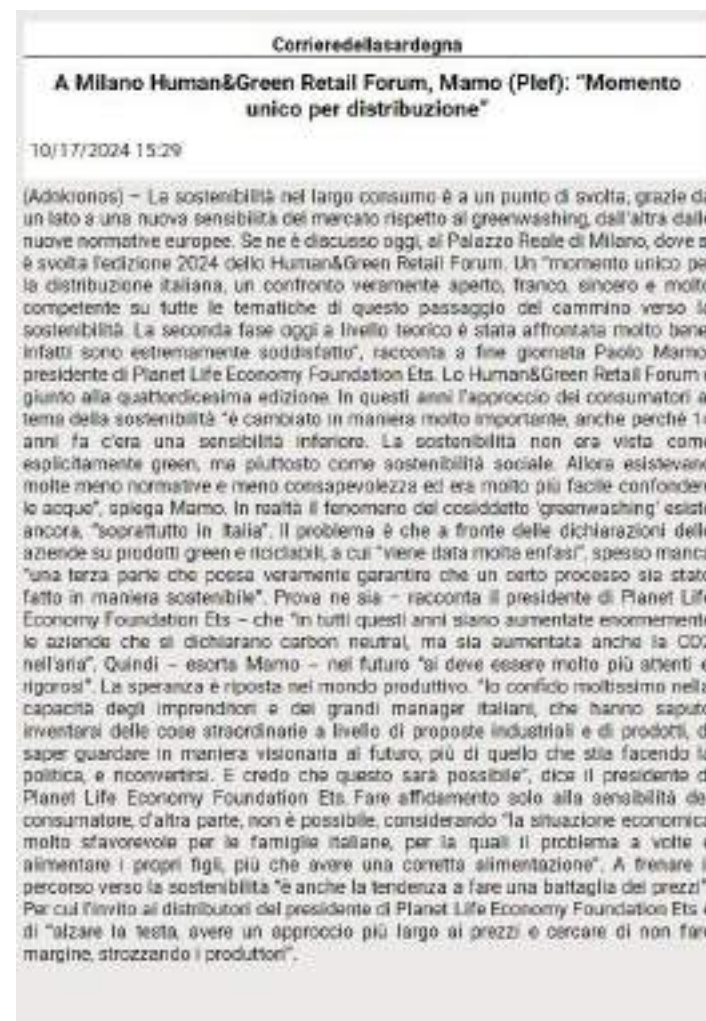 Corrieredellasardegna
A Milano Human&Green Retail Forum, Mamo (Plef): “Momento
unico per distribuzione”
10/17/2024 15:29
(Adnkronos) – La sostenibilità nel largo consumo è a un punto di svolta, grazie da
un lato a una nuova sensibilità del mercato rispetto al greenwashing, dall'altra dalle
nuove normative europee. Se ne è discusso oggi, al Palazzo Reale di Milano, dove s
è svolta l'edizione 2024 dello Human&Green Retail Forum. Un “momento unico per
la distribuzione italiana, un confronto veramente aperto, franco, sincero e molto
competente su tutte le tematiche di questo passaggio del cammino verso la
sostenibilità. La seconda fase oggi a livello teorico è stata affrontata molto bene,
infatti sono estremamente soddisfatto”, racconta a fine giornata Paolo Mamo,
presidente di Planet Life Economy Foundation Ets. Lo Human&Green Retail Forum è
giunto alla quattordicesima edizione. In questi anni l'approccio dei consumatori al
tema della sostenibilità “è cambiato in maniera molto importante, anche perché 14
anni fa c'era una sensibilità inferiore. La sostenibilità non era vista come
esplicitamente green, ma piuttosto come sostenibilità sociale. Allora esistevano
molte meno normative e meno consapevolezza ed era molto più facile confondere
le acque”, spiega Mamo. In realtà il fenomeno del cosiddetto 'greenwashing' esiste
ancora, “soprattutto in Italia”. Il problema è che a fronte delle dichiarazioni delle
aziende su prodotti green e riciclabili, a cui “viene data molta enfasi”, spesso manca
“una terza parte che possa veramente garantire che un certo processo sia stato
fatto in maniera sostenibile”. Prova ne sia – racconta il presidente di Planet Life
Economy Foundation Ets – che “in tutti questi anni siano aumentate enormemente
le aziende che si dichiarano carbon neutral, ma sia aumentata anche la CO2
nell'aria”. Quindi – esorta Mamo – nel futuro “si deve essere molto più attenti e
rigorosi”. La speranza è riposta nel mondo produttivo. “Io confido moltissimo nella
capacità degli imprenditori e dei grandi manager italiani, che hanno saputo
inventarsi delle cose straordinarie a livello di proposte industriali e di prodotti, di
saper guardare in maniera visionaria al futuro, più di quello che stia facendo la
politica, e riconvertirsi. E credo che questo sarà possibile”, dice il presidente di
Planet Life Economy Foundation Ets. Fare affidamento solo alla sensibilità del
consumatore, d'altra parte, non è possibile, considerando “la situazione economica
molto sfavorevole per le famiglie italiane, per la quali il problema a volte è
alimentare i propri figli, più che avere una corretta alimentazione”. A frenare il
percorso verso la sostenibilità “è anche la tendenza a fare una battaglia dei prezzi”.
Per cui l'invito ai distributori del presidente di Planet Life Economy Foundation Ets è
di “alzare la testa, avere un approccio più largo ai prezzi e cercare di non fare
margine, strozzando i produttori”.